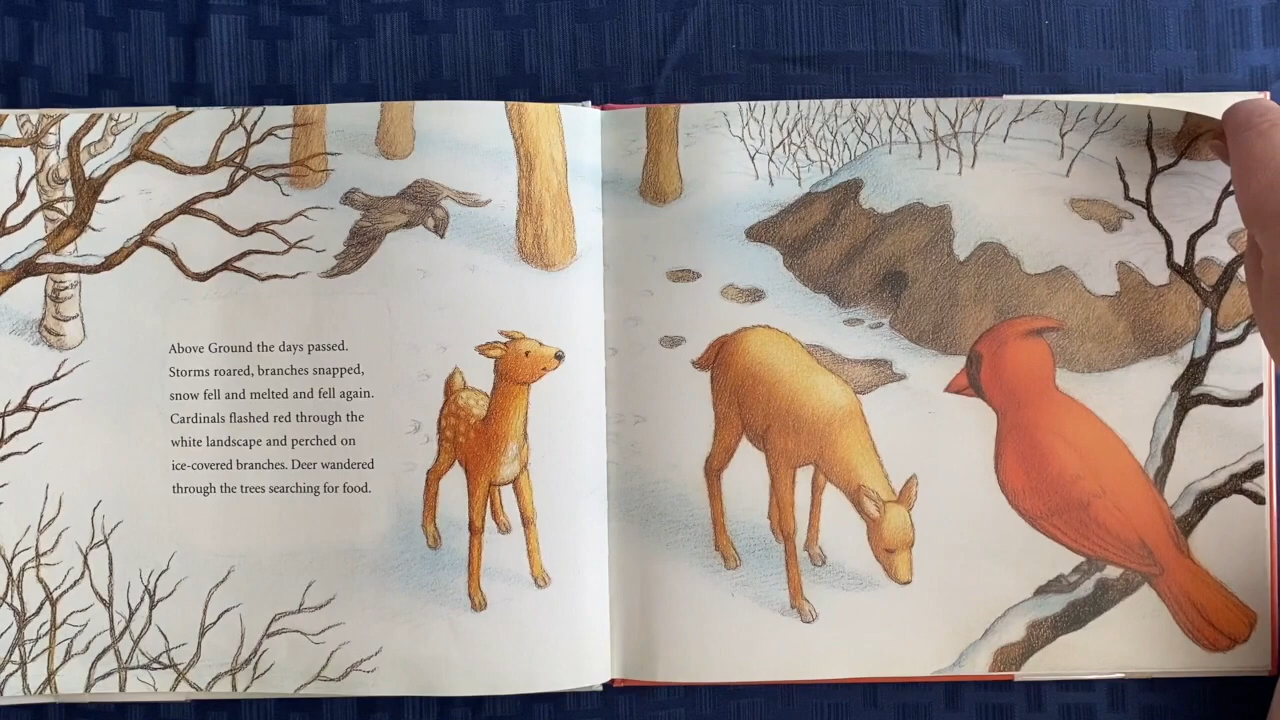 Above Ground the days passed.
Storms roared, branches snapped,
snow fell and melted and fell again.
Cardinals flashed red through the
white landscape and perched on
ice-covered branches. Deer wandered
through the trees searching for food.